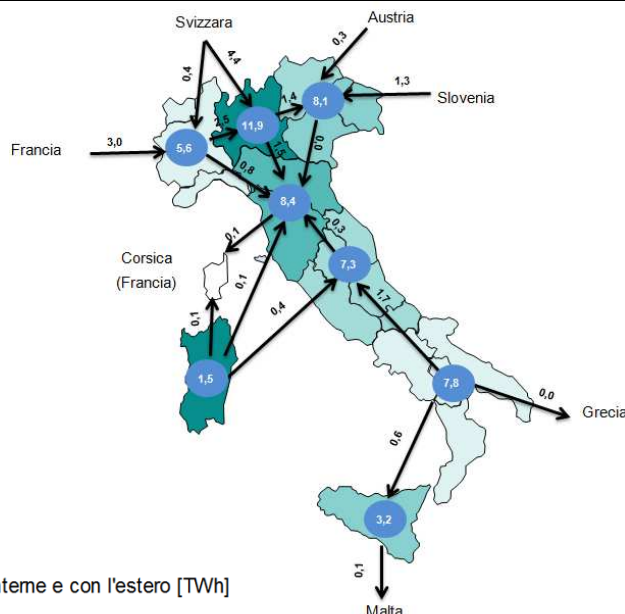 Svizzara
Austria
0,3
4,4
0,4
1,4
8,1
1,3
Slovenia
11,9
Francia
3,0
5,6
1,5
0,0
0,8
8,4
0,1
0,3
Corsica
(Francia)
0,1
7,3
0,4
1,7
0,1
1,5
7,8
0,0
Grecia
0,6
3,2
0,1
nterne e con l'estero [TWh]
Malta